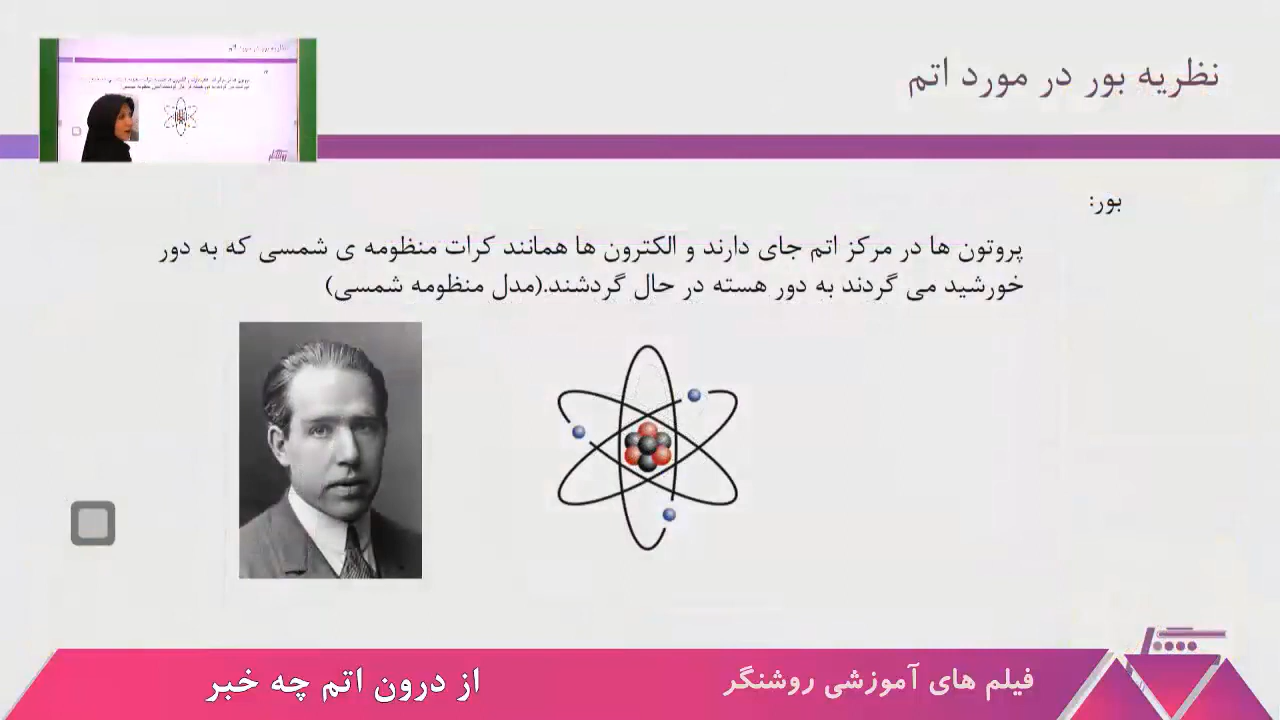 نظریه بور در مورد اتم
بور:
پروتون ها در مرکز اتم جای دارند و الکترون ها همانند کرات منظومه ی شمسی که به دور
خورشید می گردند به دور هسته در حال گردشند.(مدل منظومه شمسی)
فیلم های آموزشی روشنگر
از درون اتم چه خبر